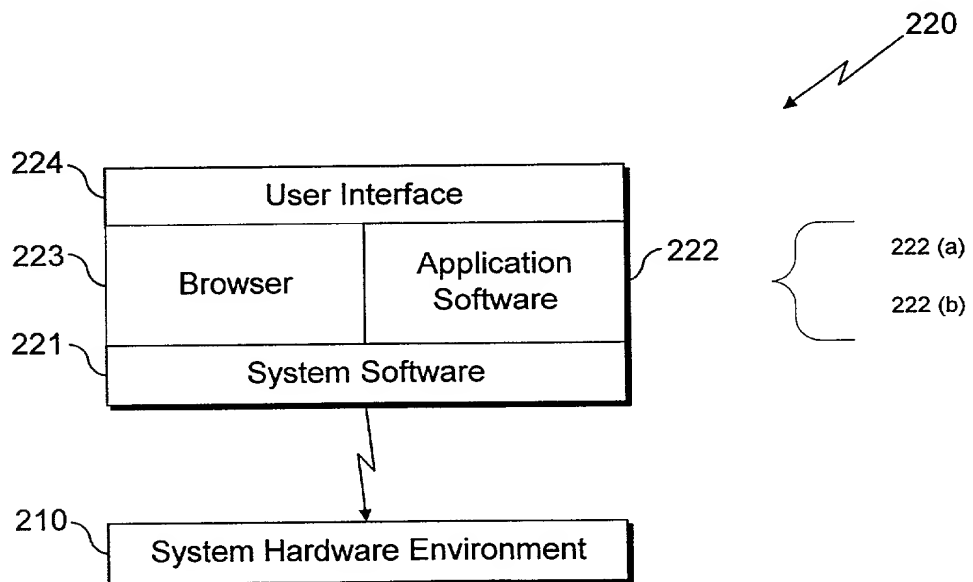 220
224
User Interface
223
Browser
Application
Software
222
222 (a)
222 (b)
221
System Software
210
System Hardware Environment